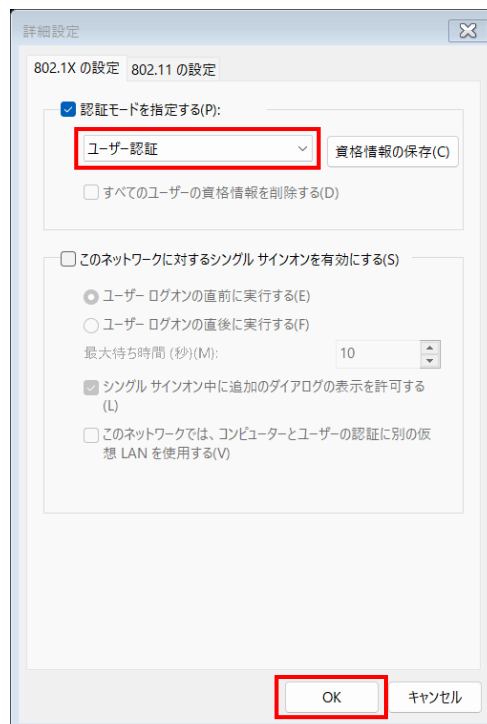 詳細設定
802.1X の設定 802.11 の設定
認証モードを指定する(P):
ユーザー認証
資格情報の保存(C)
すべてのユーザーの資格情報を削除する(D)
このネットワークに対するシングル サインオンを有効にする(S)
ユーザー ログオンの直前に実行する(E)
ユーザー ログオンの直後に実行する(F)
最大待ち時間 (秒)(M): 10
シングル サインオン中に追加のダイアログの表示を許可する
(L)
このネットワークでは、コンピューターとユーザーの認証に別の仮
想 LAN を使用する(V)
OK キャンセル